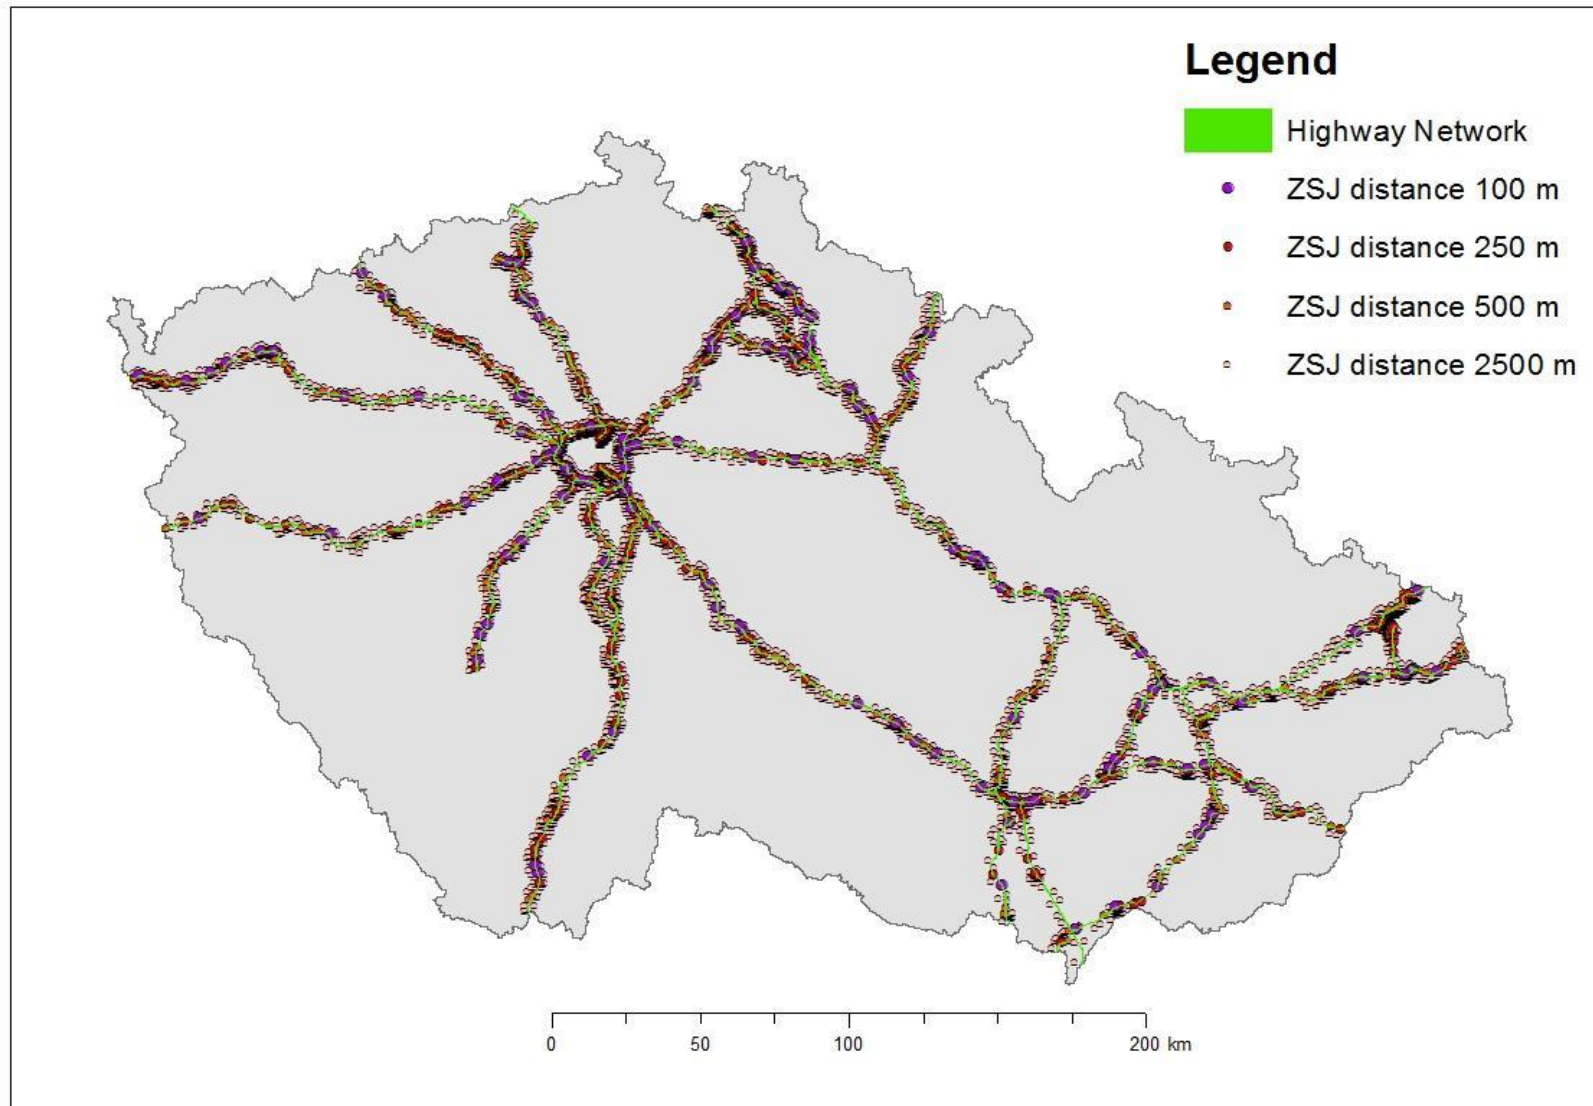 Legend
Highway Network
ZSJ distance 100 m
ZSJ distance 250 m
ZSJ distance 500 m
ZSJ distance 2500 m
0 50 100 200 km